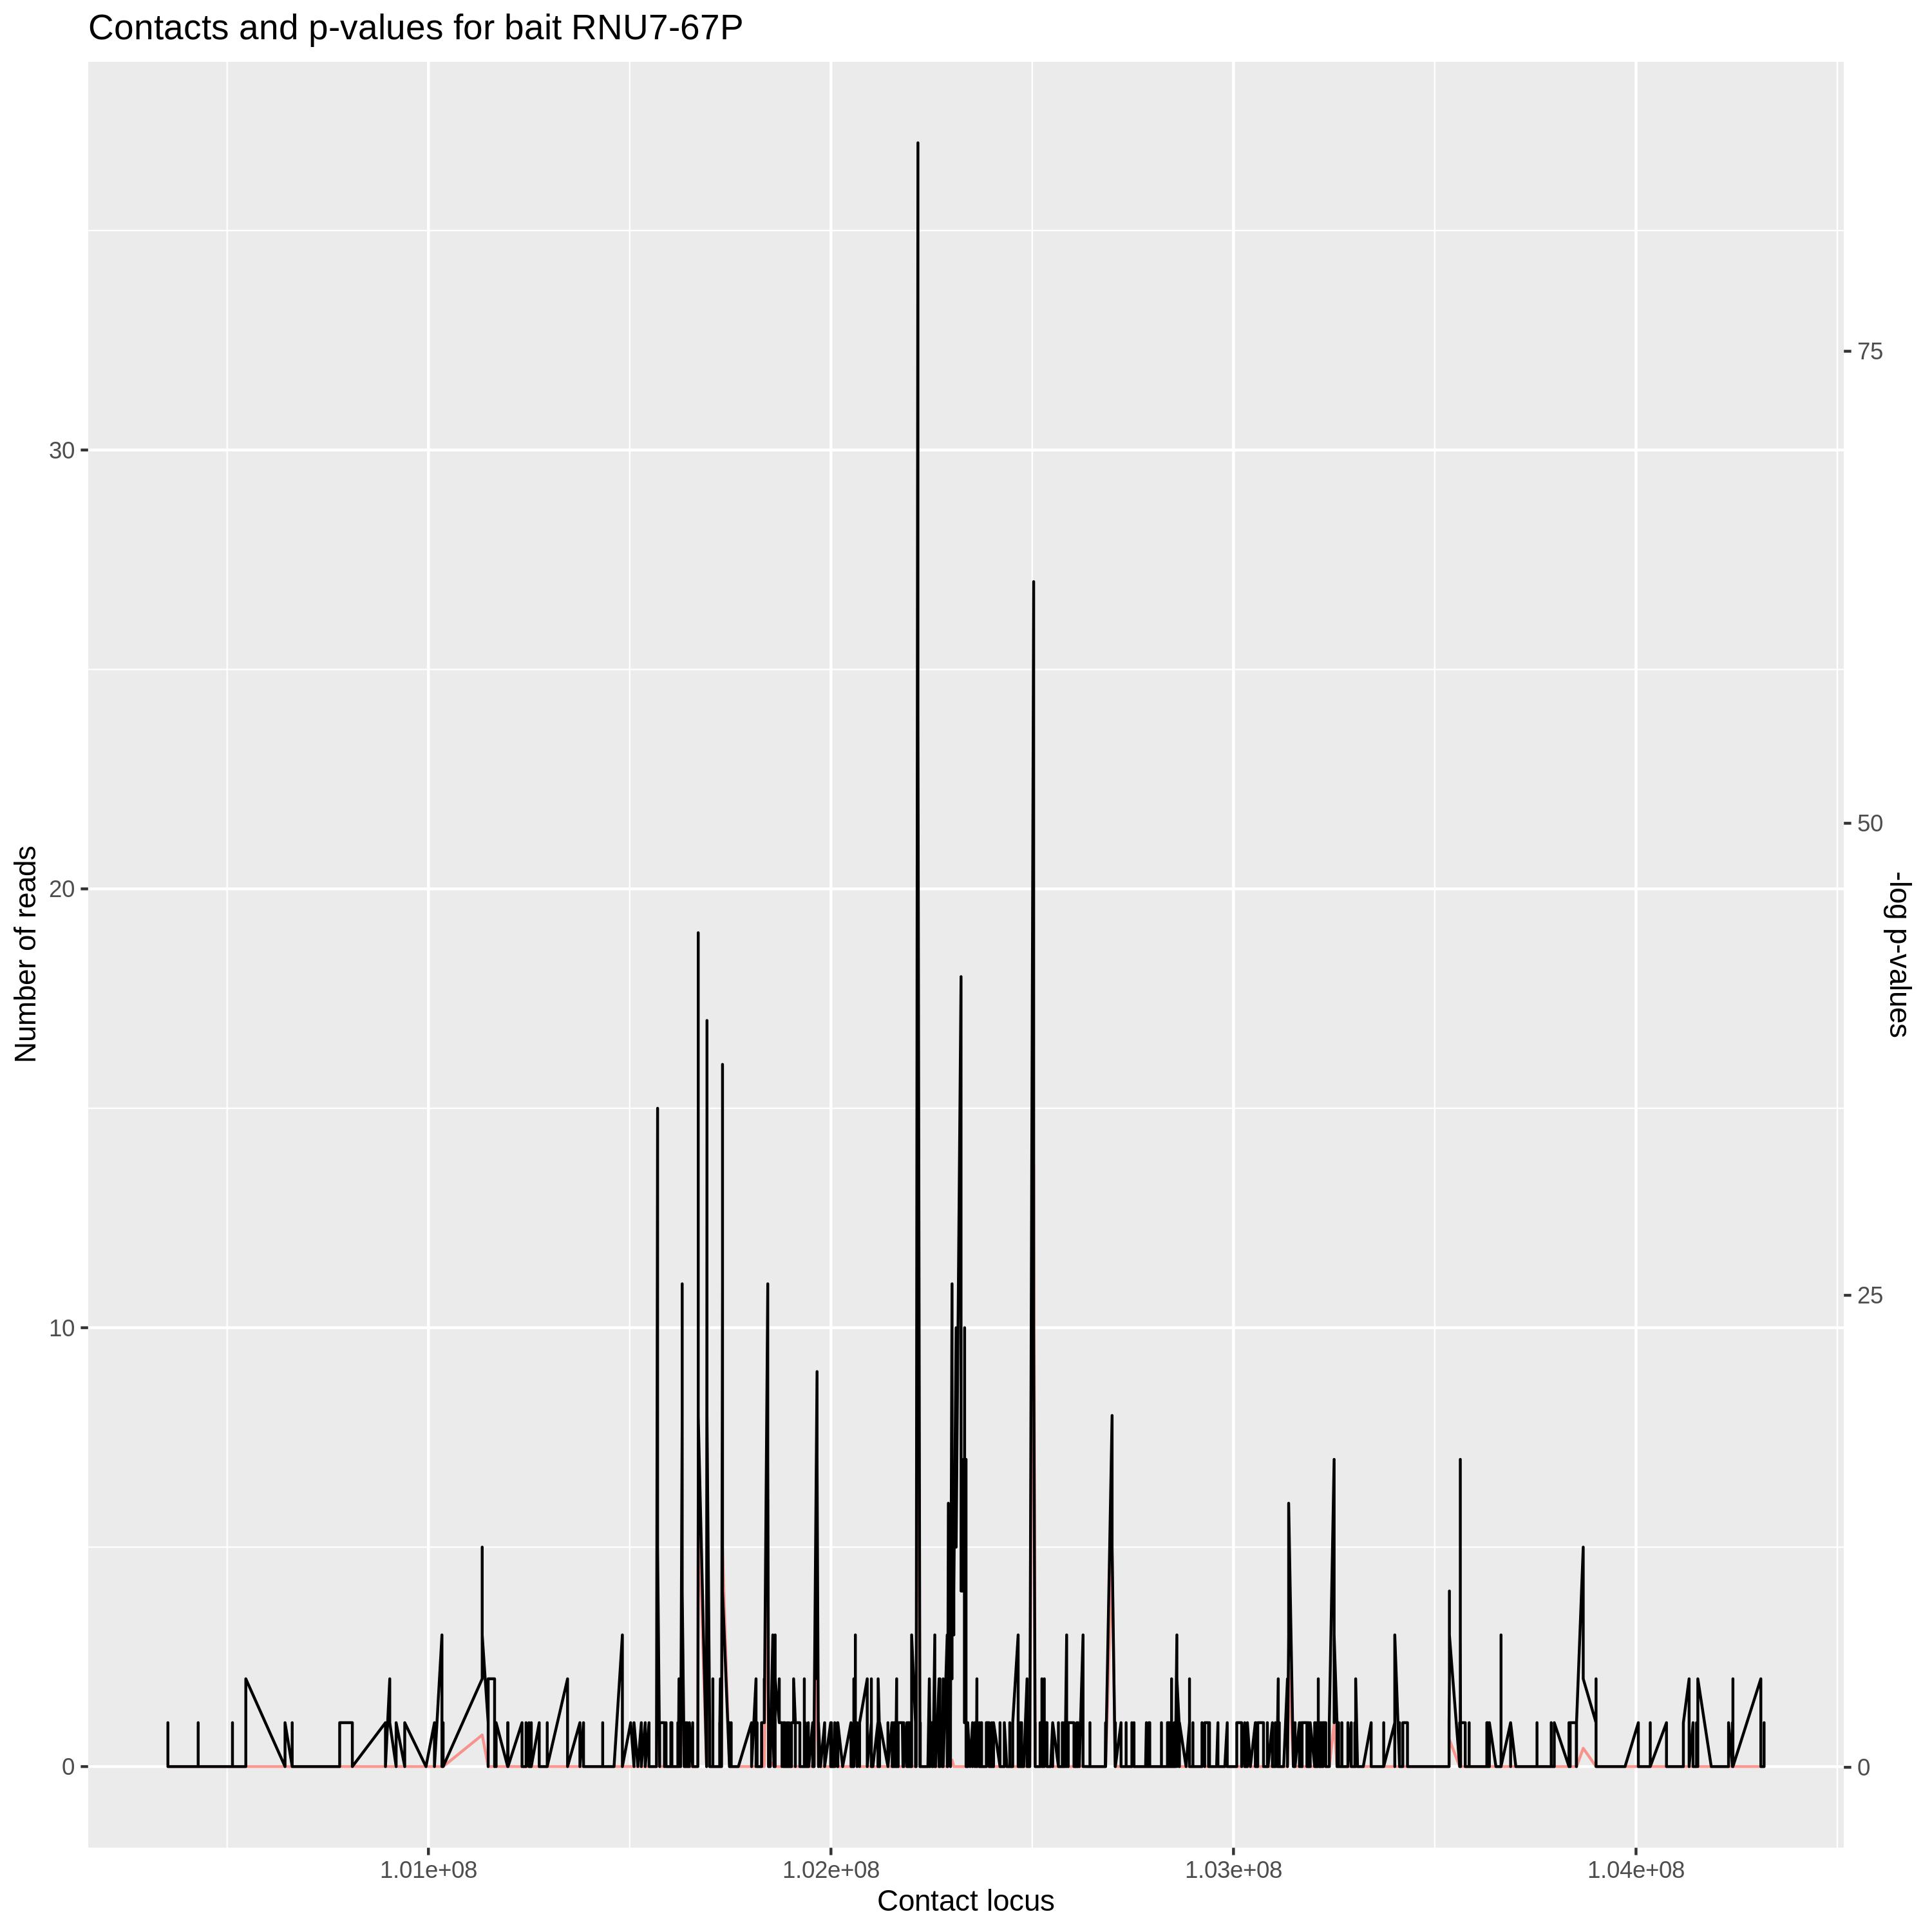 Contacts and p-values for bait RNU7-67P
Number of reads
30
20
10
0
75
50
25
0
-log p-values
1.01e+08
1.02e+08
1.03e+08
1.04e+08
Contact locus